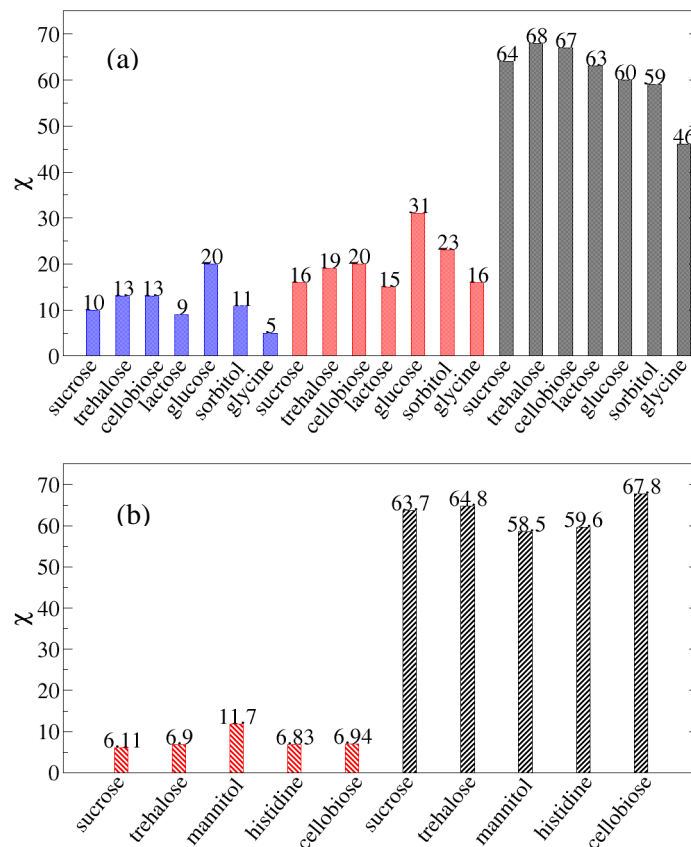 (a)
χ
70
60
50
40
30
20
10
0
10
13
13
9
20
11
5
16
19
20
15
31
23
16
64
68
67
63
60
59
46
sucrose
trehalose
cellobiose
lactose
glucose
sorbitol
glycine
sucrose
trehalose
cellobiose
lactose
glucose
sorbitol
glycine
sucrose
trehalose
cellobiose
lactose
glucose
sorbitol
glycine
(b)
χ
70
60
50
40
30
20
10
0
6.11
6.9
11.7
6.83
6.94
63.7
64.8
58.5
59.6
67.8
sucrose
trehalose
mannitol
histidine
cellobiose
sucrose
trehalose
mannitol
histidine
cellobiose